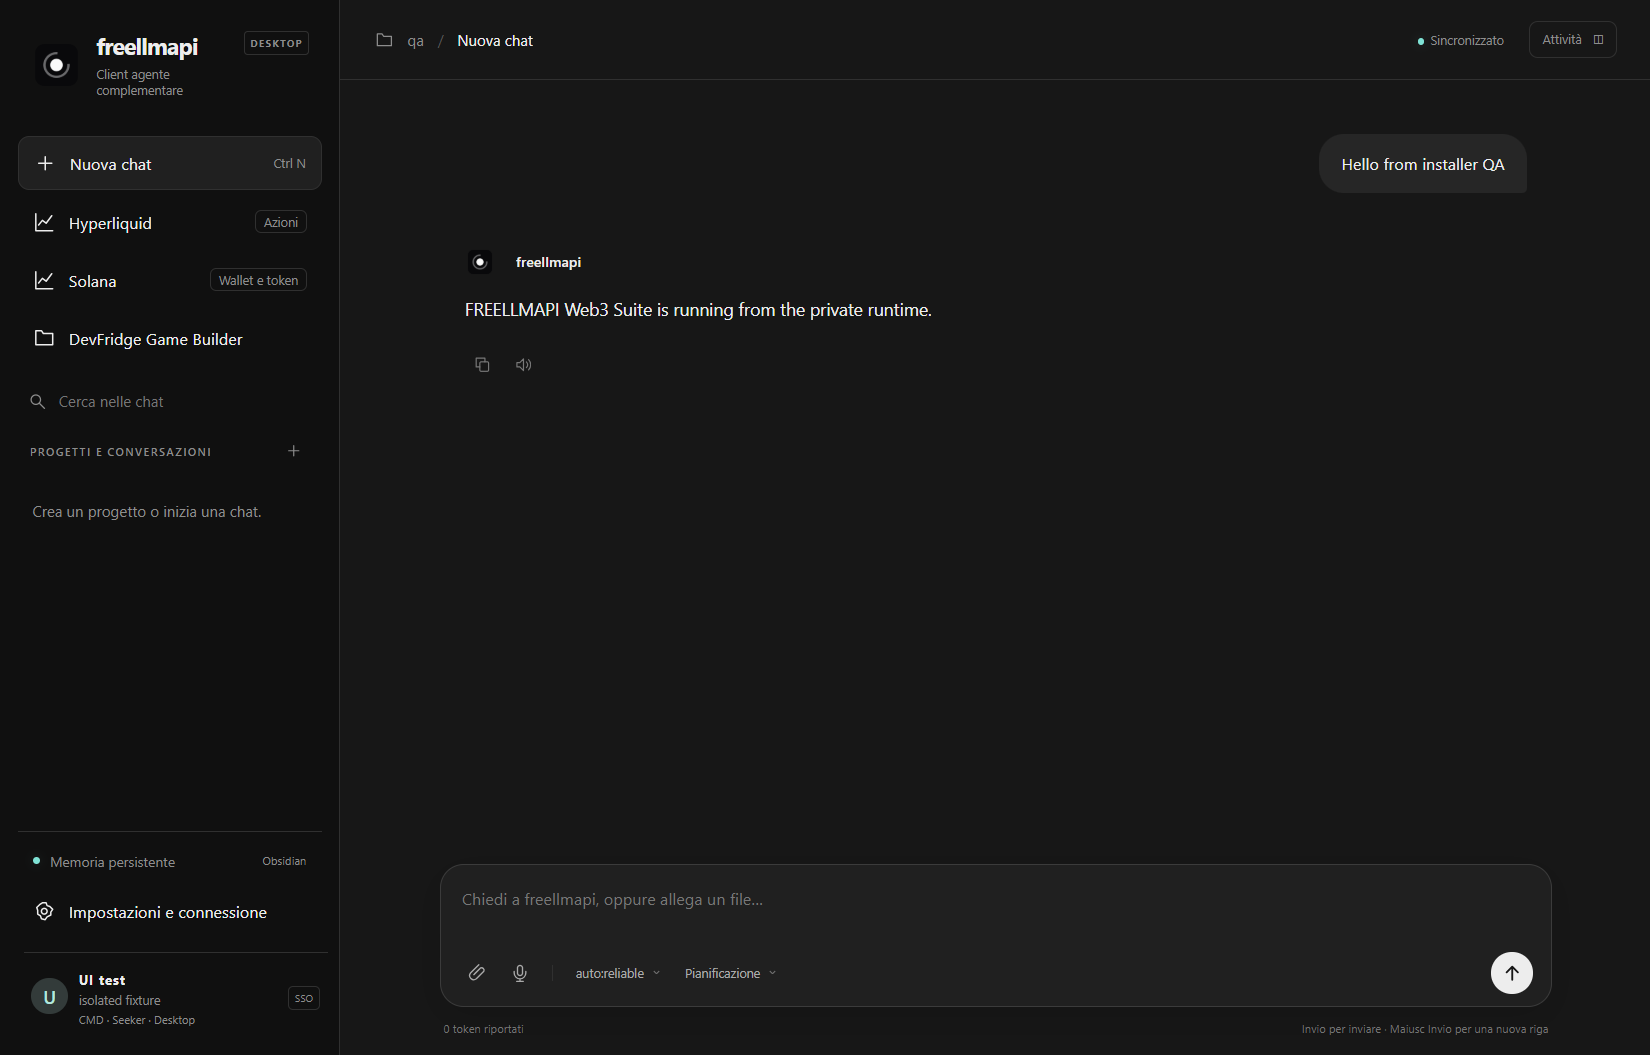 freellmapi
DESKTOP
Client agente
complementare
Nuova chat
Ctrl N
Hyperliquid
Azioni
Solana
Wallet e token
DevFridge Game Builder
Cerca nelle chat
PROGETTI E CONVERSAZIONI
Crea un progetto o inizia una chat.
Memoria persistente
Obsidian
Impostazioni e connessione
U
UI test
isolated fixture
CMD · Seeker · Desktop
SSO
qa / Nuova chat
Sincronizzato
Attività
Hello from installer QA
freellmapi
FREELLMAPI Web3 Suite is running from the private runtime.
Chiedi a freellmapi, oppure allega un file...
auto:reliable
Pianificazione
0 token riportati
Invio per inviare · Maiusc Invio per una nuova riga